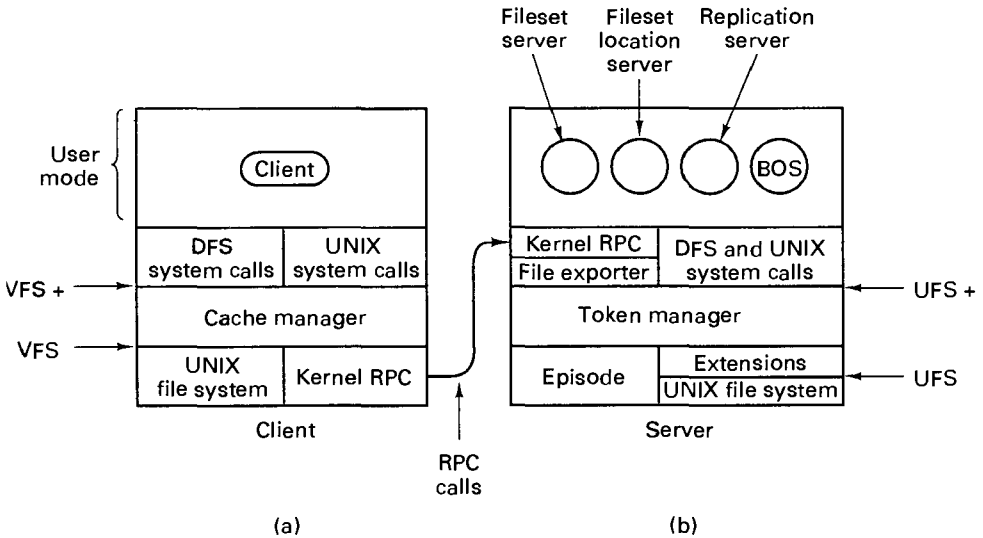 Fileset
server
Fileset
location
server
Replication
server
User
mode
Client
BOS
DFS
system calls
UNIX
system calls
Kernel RPC
File exporter
DFS and UNIX
system calls
VFS +
UFS +
Cache manager
Token manager
VFS
UNIX
file system
Kernel RPC
Episode
Extensions
UNIX file system
UFS
Client
Server
RPC
calls
(a)
(b)